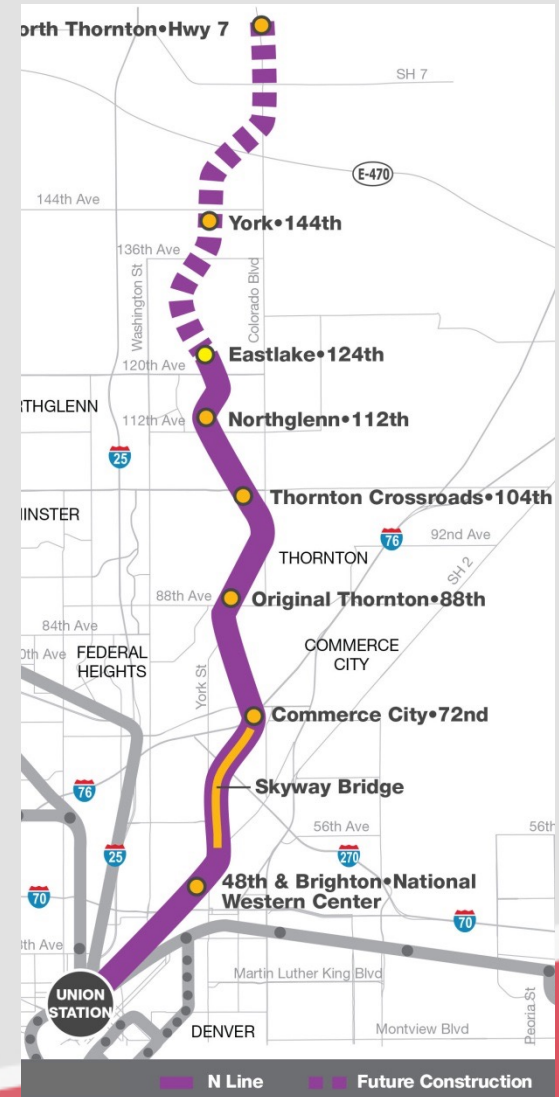 orth Thornton•Hwy 7
SH 7
E-470
144th Ave
York•144th
136th Ave
Washington St
Colorado Blvd
Eastlake•124th
120th Ave
RTHGLENN
112th Ave
Northglenn•112th
25
Thornton Crossroads•104th
INSTER
76
92nd Ave
THORNTON
SH 2
88th Ave
Original Thornton•88th
84th Ave
0th Ave
FEDERAL
HEIGHTS
York St
COMMERCE
CITY
Commerce City•72nd
Skyway Bridge
76
56th Ave
56th
25
270
70
48th & Brighton•National
Western Center
70
8th Ave
Martin Luther King Blvd
UNION
STATION
DENVER
Montview Blvd
Peoria St
N Line
Future Construction